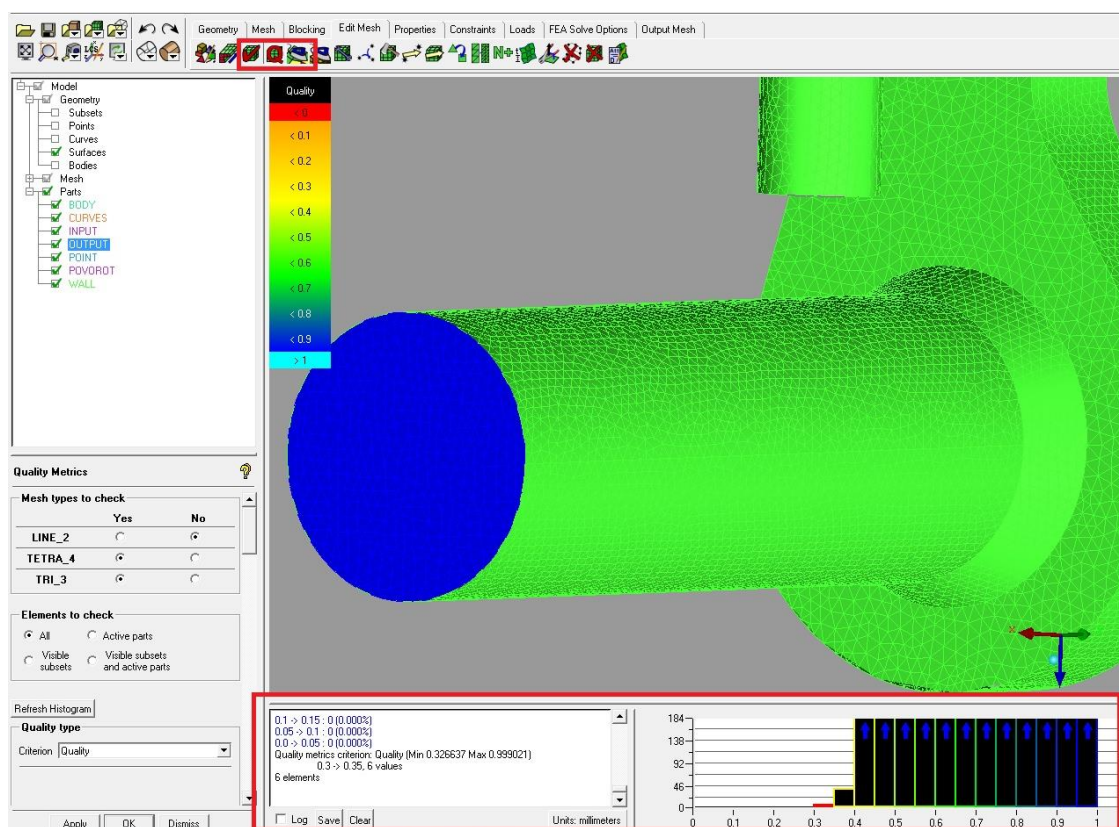 Geometry Mesh Blocking Edit Mesh Properties Constraints Loads FEA Solve Options Output Mesh
Model
Geometry
Subsets
Points
Curves
Surfaces
Bodies
Mesh
Parts
BODY
CURVES
INPUT
OUTPUT
POINT
POVOROT
WALL
Quality
< 0
< 0.1
< 0.2
< 0.3
< 0.4
< 0.5
< 0.6
< 0.7
< 0.8
< 0.9
> 1
Quality Metrics
Mesh types to check
Yes No
LINE_2
TETRA_4
TRI_3
Elements to check
All Active parts
Visible subsets Visible subsets and active parts
Refresh Histogram
Quality type
Criterion Quality
Apply OK Dismiss
0.1 -> 0.15 : 0 (0.000%)
0.05 -> 0.1 : 0 (0.000%)
0.0 -> 0.05 : 0 (0.000%)
Quality metrics criterion: Quality (Min 0.326637 Max 0.999021)
0.3 -> 0.35, 6 values
6 elements
Log Save Clear Units: millimeters
184
138
92
46
0
0 0.1 0.2 0.3 0.4 0.5 0.6 0.7 0.8 0.9 1